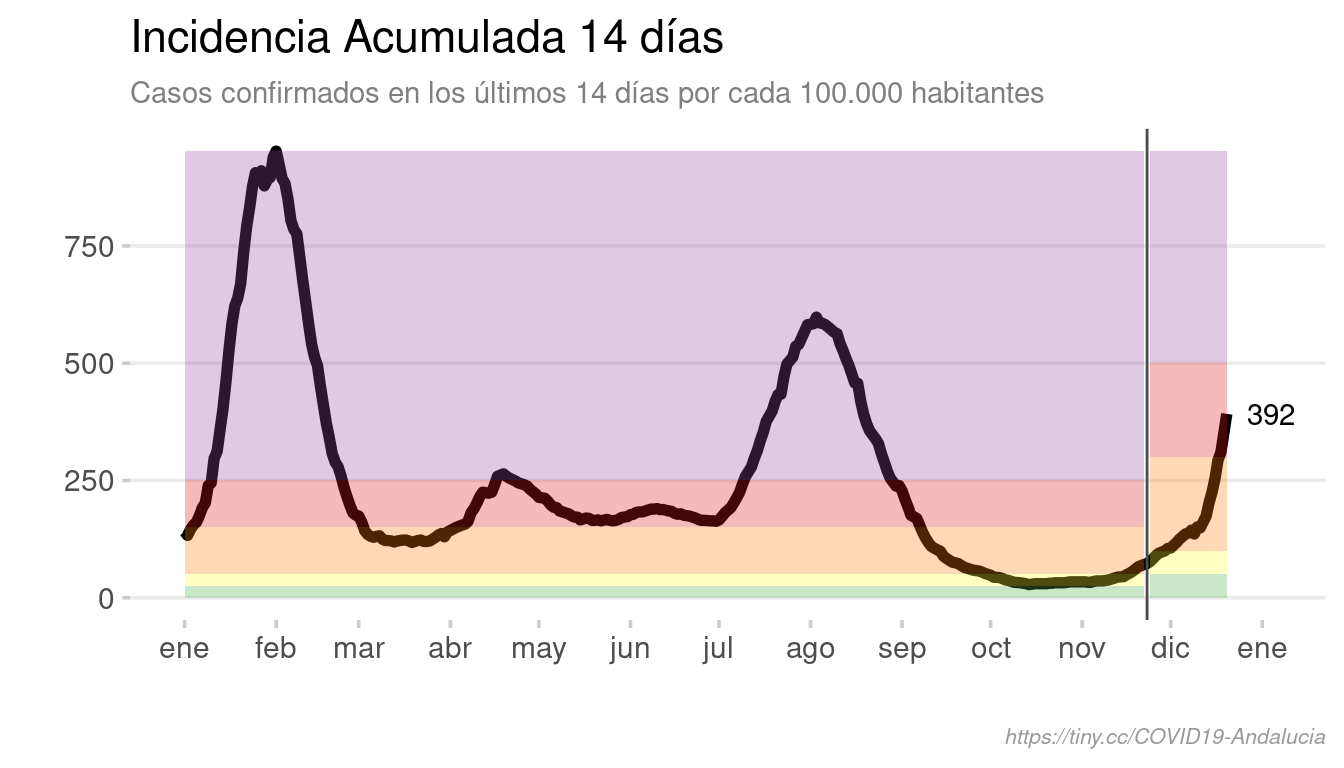 Incidencia Acumulada 14 días
Casos confirmados en los últimos 14 días por cada 100.000 habitantes
750
500
392
250
0
ene feb mar abr may jun jul ago sep oct nov dic ene
https://tiny.cc/COVID19-Andalucia